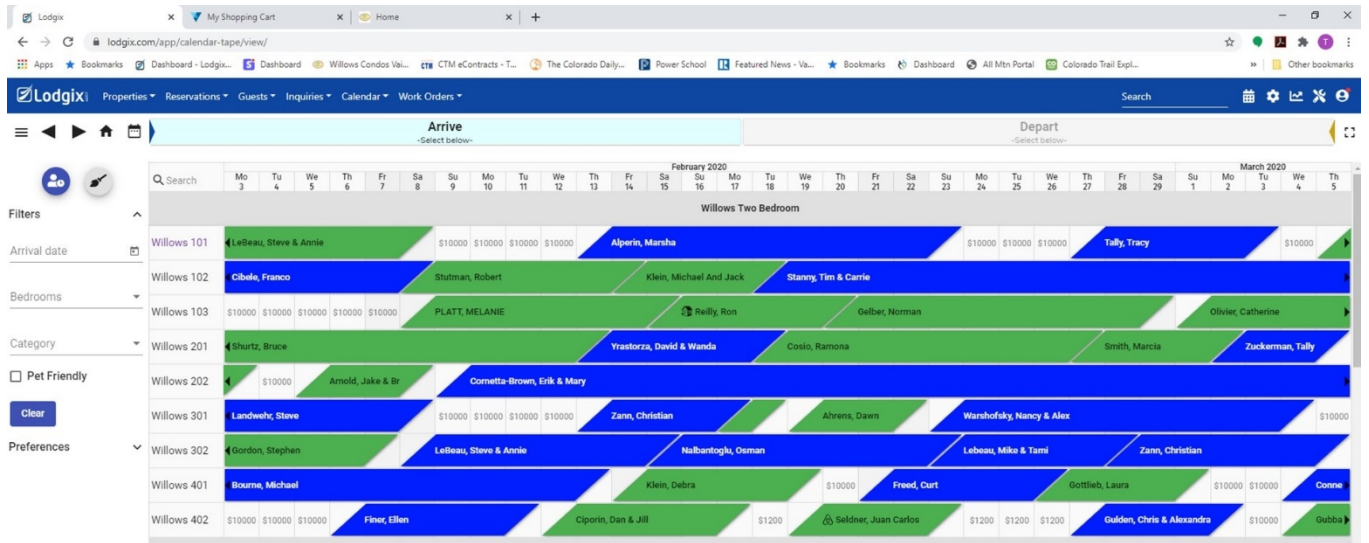 Lodgix
My Shopping Cart
Home
lodgix.com/app/calendar-tape/view/
Apps Bookmarks Dashboard - Lodgix... Dashboard Willows Condos Vai... CTM CTM eContracts - T... The Colorado Daily... Power School Featured News - Va... Bookmarks Dashboard All Mtn Portal Colorado Trail Expl... » Other bookmarks
Lodgix Properties Reservations Guests Inquiries Calendar Work Orders Search
Arrive Depart
-Select below- -Select below-
February 2020 March 2020
Search Mo Tu We Th Fr Sa Su Mo Tu We Th Fr Sa Su Mo Tu We Th Fr Sa Su Mo Tu We Th Fr Sa Su Mo Tu We Th
3 4 5 6 7 8 9 10 11 12 13 14 15 16 17 18 19 20 21 22 23 24 25 26 27 28 29 1 2 3 4 5
Willows Two Bedroom
Filters
Arrival date
Bedrooms
Category
Pet Friendly
Clear
Preferences
Willows 101 LeBeau, Steve & Annie $10000 $10000 $10000 $10000 Alperin, Marsha $10000 $10000 $10000 Tally, Tracy $10000
Willows 102 Cibele, Franco Stutman, Robert Klein, Michael And Jack Stanny, Tim & Carrie
Willows 103 $10000 $10000 $10000 $10000 $10000 PLATT, MELANIE Reilly, Ron Gelber, Norman Olivier, Catherine
Willows 201 Shurtz, Bruce Yrastorza, David & Wanda Cosio, Ramona Smith, Marcia Zuckerman, Tally
Willows 202 $10000 Arnold, Jake & Br Cometta-Brown, Erik & Mary
Willows 301 Landwehr, Steve $10000 $10000 $10000 $10000 Zann, Christian Ahrens, Dawn Warshofsky, Nancy & Alex $10000
Willows 302 Gordon, Stephen LeBeau, Steve & Annie Nalbantoglu, Osman Lebeau, Mike & Tami Zann, Christian
Willows 401 Bourne, Michael Klein, Debra $10000 Freed, Curt Gottlieb, Laura $10000 $10000 Conne
Willows 402 $10000 $10000 $10000 Finer, Ellen Ciporin, Dan & Jill $1200 Seldner, Juan Carlos $1200 $1200 $1200 Gulden, Chris & Alexandra $10000 Gubba